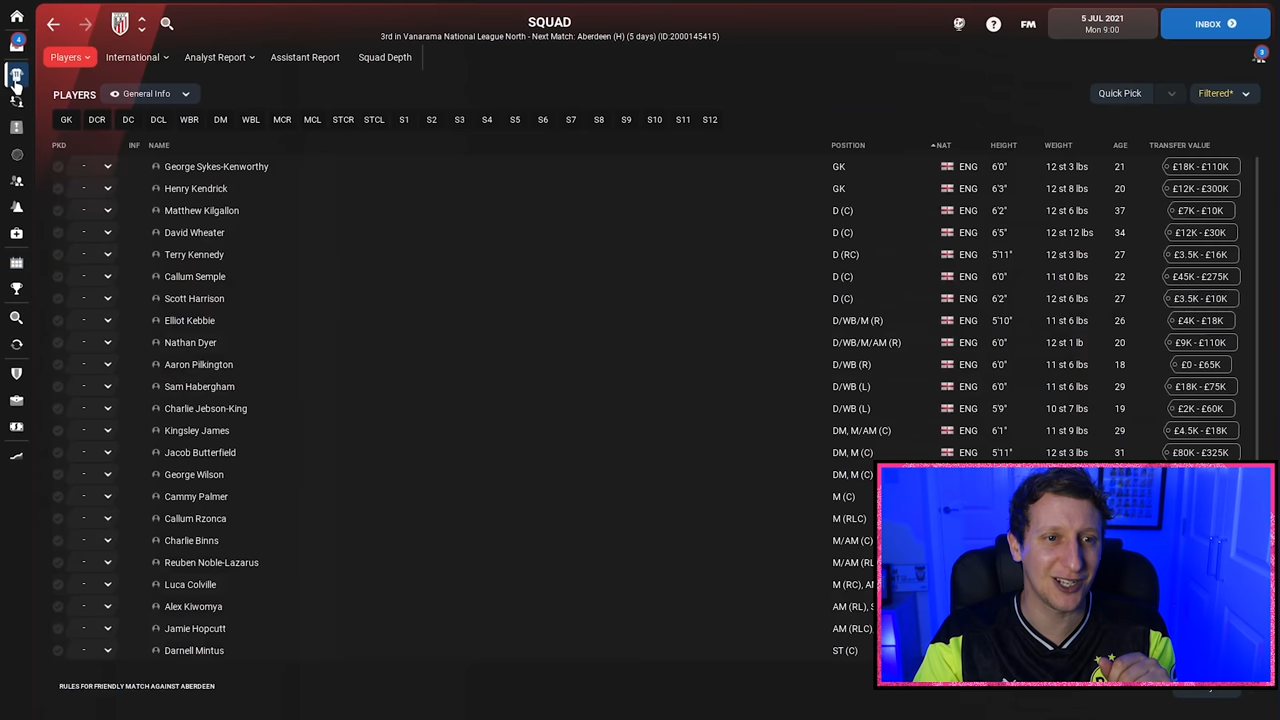 4
SQUAD
3rd in Vanarama National League North - Next Match: Aberdeen (H) (5 days) (ID:2000145415)
FM
5 JUL 2021
Mon 9:00
INBOX
3
Players International Analyst Report Assistant Report Squad Depth
PLAYERS General Info Quick Pick Filtered*
GK DCR DC DCL WBR DM WBL MCR MCL STCR STCL S1 S2 S3 S4 S5 S6 S7 S8 S9 S10 S11 S12
PKD INF NAME POSITION NAT HEIGHT WEIGHT AGE TRANSFER VALUE
- George Sykes-Kenworthy GK ENG 6'0" 12 st 3 lbs 21 £18K - £110K
- Henry Kendrick GK ENG 6'3" 12 st 8 lbs 20 £12K - £300K
- Matthew Kilgallon D (C) ENG 6'2" 12 st 6 lbs 37 £7K - £10K
- David Wheater D (C) ENG 6'5" 12 st 12 lbs 34 £12K - £30K
- Terry Kennedy D (RC) ENG 5'11" 12 st 3 lbs 27 £3.5K - £16K
- Callum Semple D (C) ENG 6'0" 11 st 0 lbs 22 £45K - £275K
- Scott Harrison D (C) ENG 6'2" 12 st 6 lbs 27 £3.5K - £10K
- Elliot Kebbie D/WB/M (R) ENG 5'10" 11 st 6 lbs 26 £4K - £18K
- Nathan Dyer D/WB/M/AM (R) ENG 6'0" 12 st 1 lb 20 £9K - £110K
- Aaron Pilkington D/WB (R) ENG 6'0" 11 st 6 lbs 18 £0 - £65K
- Sam Habergham D/WB (L) ENG 6'0" 11 st 6 lbs 29 £18K - £75K
- Charlie Jebson-King D/WB (L) ENG 5'9" 10 st 7 lbs 19 £2K - £60K
- Kingsley James DM, M/AM (C) ENG 6'1" 11 st 9 lbs 29 £4.5K - £18K
- Jacob Butterfield DM, M (C) ENG 5'11" 12 st 3 lbs 31 £80K - £325K
- George Wilson DM, M (C)
- Cammy Palmer M (C)
- Callum Rzonca M (RLC)
- Charlie Binns M/AM (C)
- Reuben Noble-Lazarus M/AM (RL
- Luca Colville M (RC), AM
- Alex Kiwomya AM (RL), S
- Jamie Hopcutt AM (RLC)
- Darnell Mintus ST (C)
RULES FOR FRIENDLY MATCH AGAINST ABERDEEN